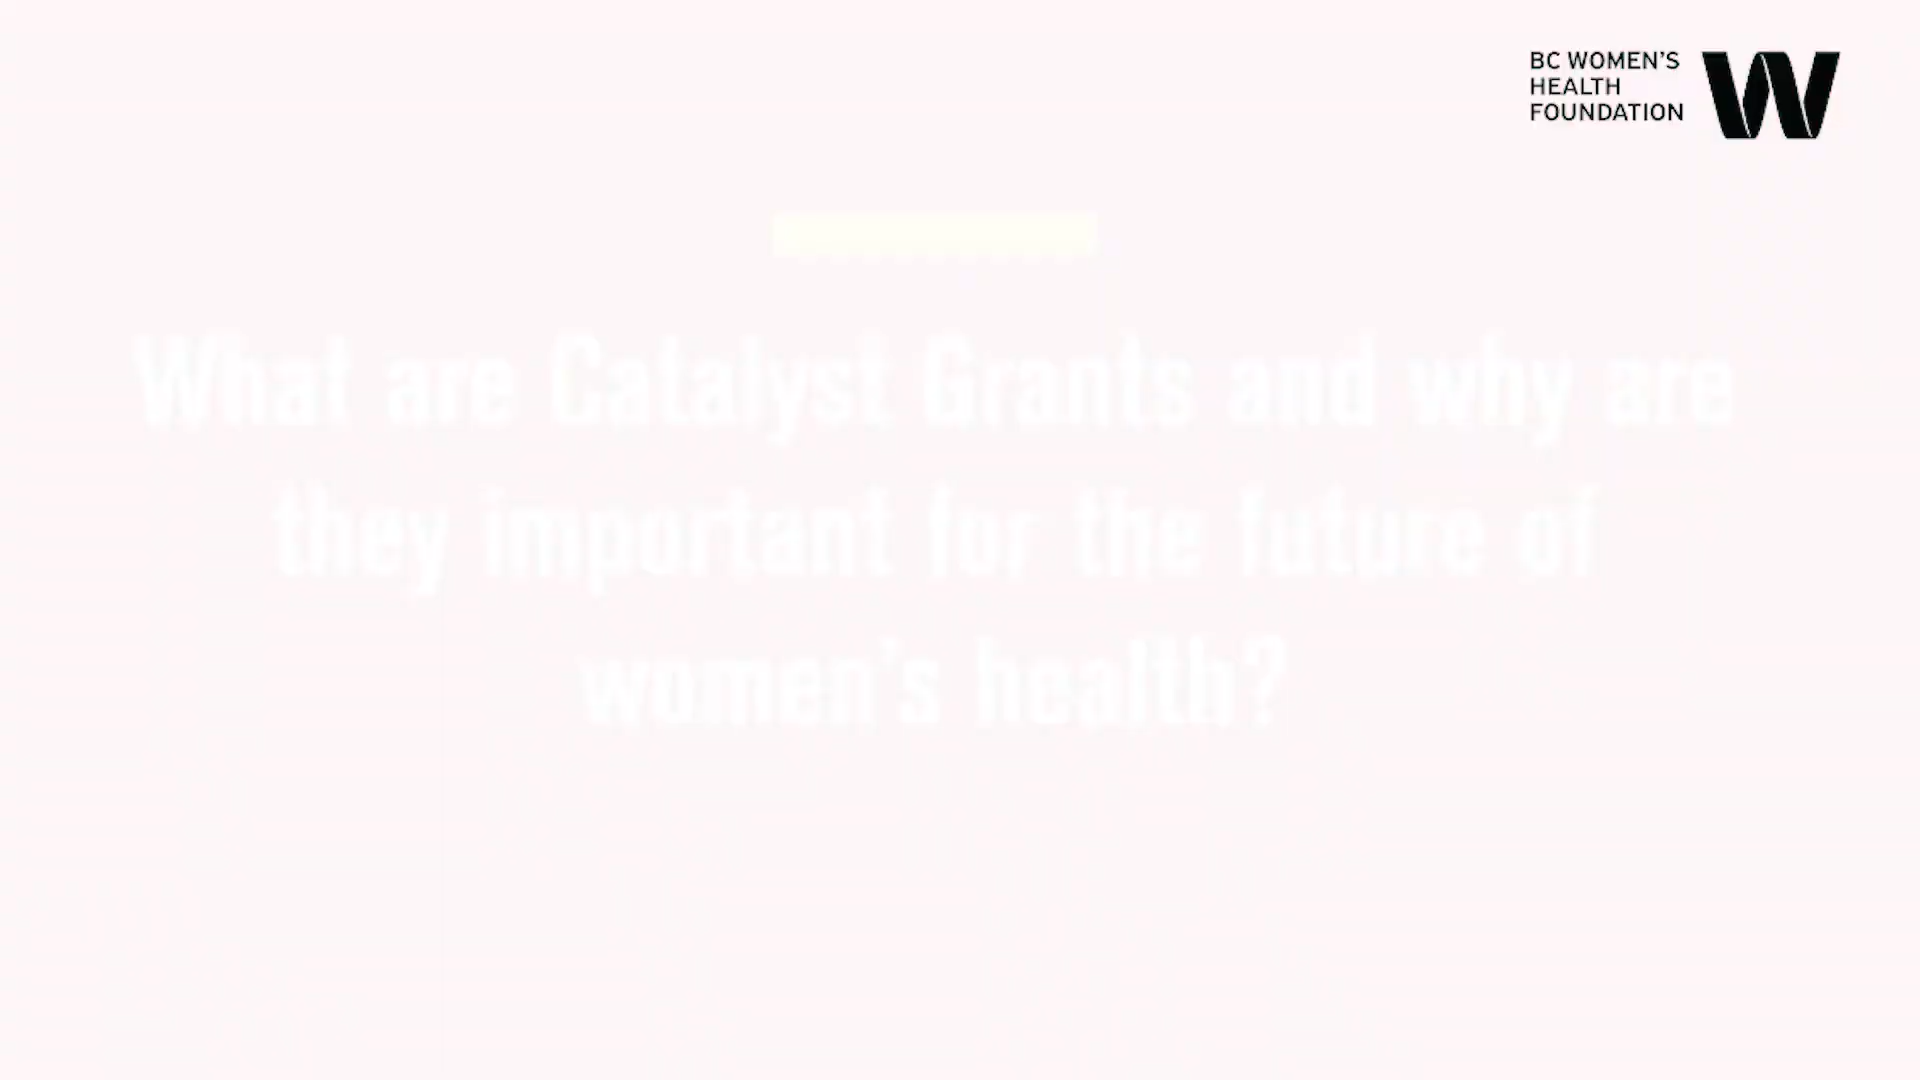 BC WOMEN'S
HEALTH
FOUNDATION
What are Catalyst Grants and why are
they important for the future of
women's health?